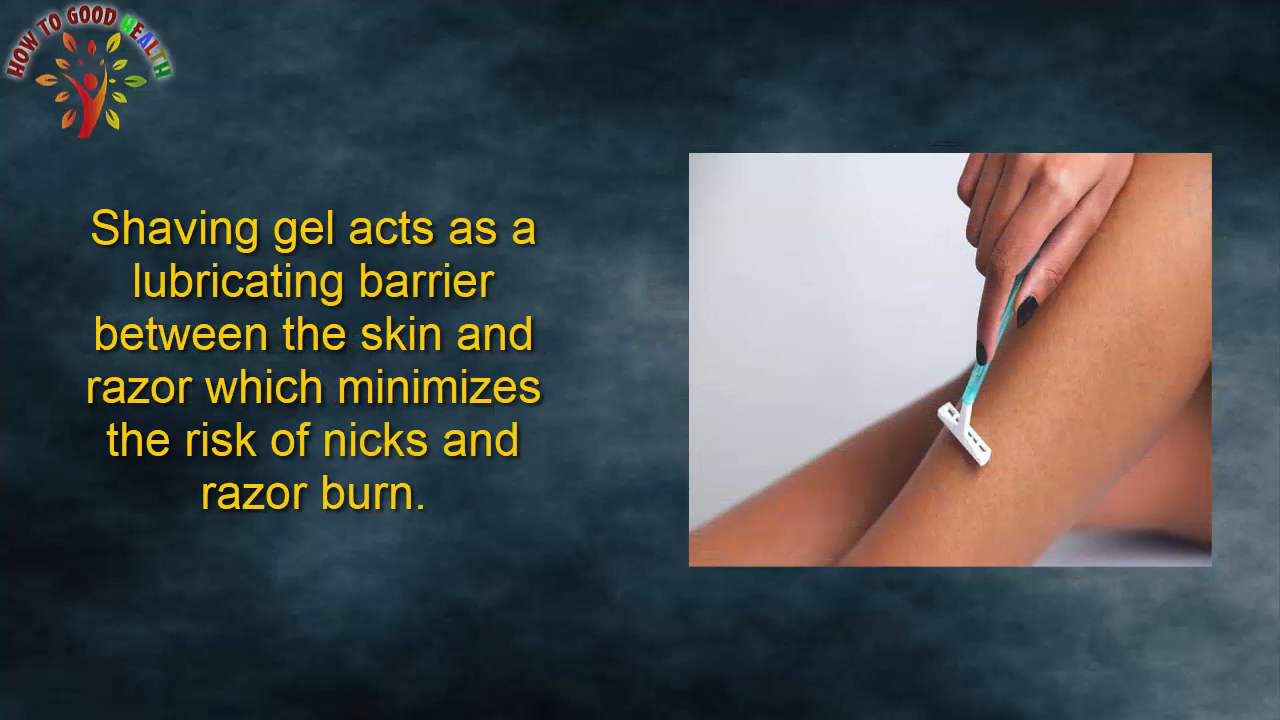 HOW TO GOOD HEALTH
Shaving gel acts as a
lubricating barrier
between the skin and
razor which minimizes
the risk of nicks and
razor burn.